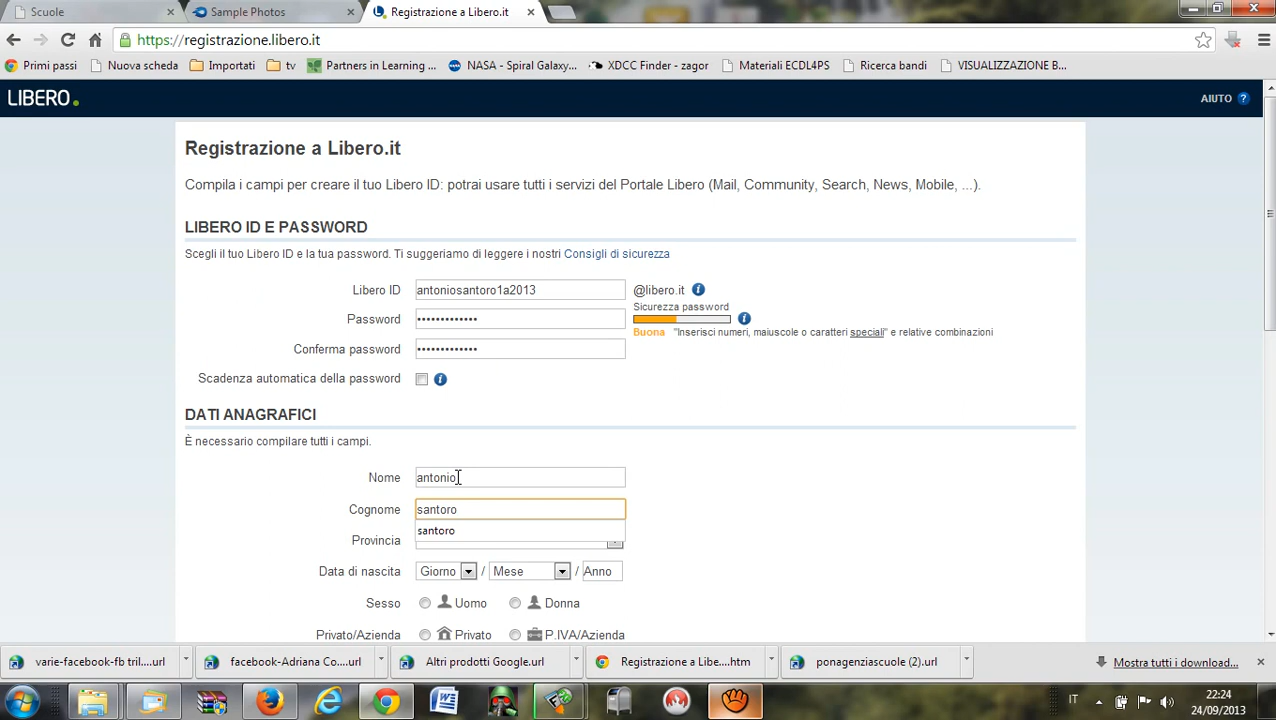 Scuole
Sample Photos
Registrazione a Libero.it
https://registrazione.libero.it
Primi passi
Nuova scheda
Importati
tv
Partners in Learning ...
NASA - Spiral Galaxy...
XDCC Finder - zagor
Materiali ECDL4PS
Ricerca bandi
VISUALIZZAZIONE B...
LIBERO
AIUTO ?
Registrazione a Libero.it
Compila i campi per creare il tuo Libero ID: potrai usare tutti i servizi del Portale Libero (Mail, Community, Search, News, Mobile, ...).
LIBERO ID E PASSWORD
Scegli il tuo Libero ID e la tua password. Ti suggeriamo di leggere i nostri Consigli di sicurezza
Libero ID antoniosantoro1a2013 @libero.it
Sicurezza password
Password •••••••••••••
Buona "Inserisci numeri, maiuscole o caratteri speciali" e relative combinazioni
Conferma password •••••••••••••
Scadenza automatica della password
DATI ANAGRAFICI
È necessario compilare tutti i campi.
Nome antonio
Cognome santoro
santoro
Provincia
Data di nascita Giorno / Mese / Anno
Sesso Uomo Donna
Privato/Azienda Privato P.IVA/Azienda
varie-facebook-fb tril....url
facebook-Adriana Co....url
Altri prodotti Google.url
Registrazione a Libe....htm
ponagenziascuole (2).url
Mostra tutti i download...
IT
22:24
24/09/2013